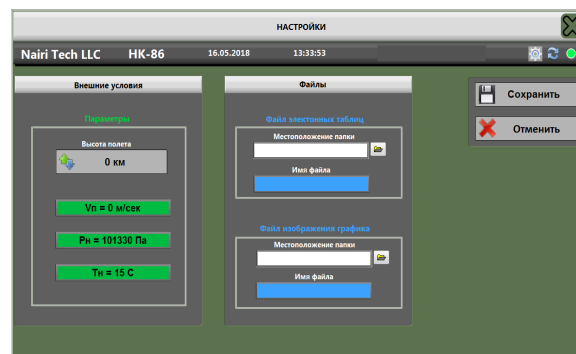 НАСТРОЙКИ
Nairi Tech LLC НК-86 16.05.2018 13:33:53
Внешние условия
Параметры
Высота полета
0 км
Vп = 0 м/сек
Pн = 101330 Па
Tн = 15 С
Файлы
Файл электонных таблиц
Местоположение папки
Имя файла
Файл изображения графика
Местоположение папки
Имя файла
Сохранить
Отменить